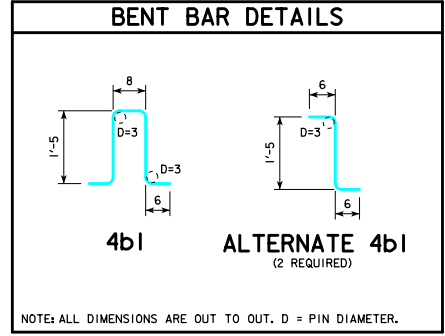 BENT BAR DETAILS
8
6
D=3
D=3
1'-5
D=3
1'-5
6
6
4b1
ALTERNATE 4b1
(2 REQUIRED)
NOTE: ALL DIMENSIONS ARE OUT TO OUT. D = PIN DIAMETER.